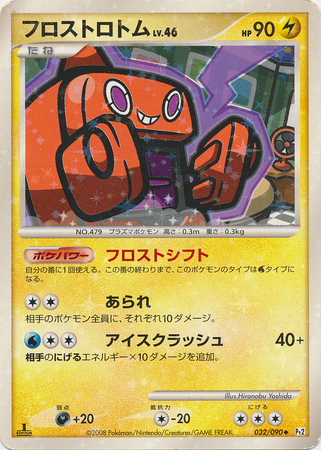 フロストロトム LV.46 HP 90
たね
NO.479 プラズマポケモン 高さ：0.3m 重さ：0.3kg
ポケパワー フロストシフト
自分の番に1回使える。この番の終わりまで、このポケモンのタイプは水タイプに
なる。
あられ
相手のポケモン全員に、それぞれ10ダメージ。
アイスクラッシュ 40+
相手のにげるエネルギー×10ダメージを追加。
Illus. Hironobu Yoshida
弱点 +20 抵抗力 -20 にげる
1 EDITION ©2008 Pokémon/Nintendo/Creatures/GAME FREAK 032/090 Pt2